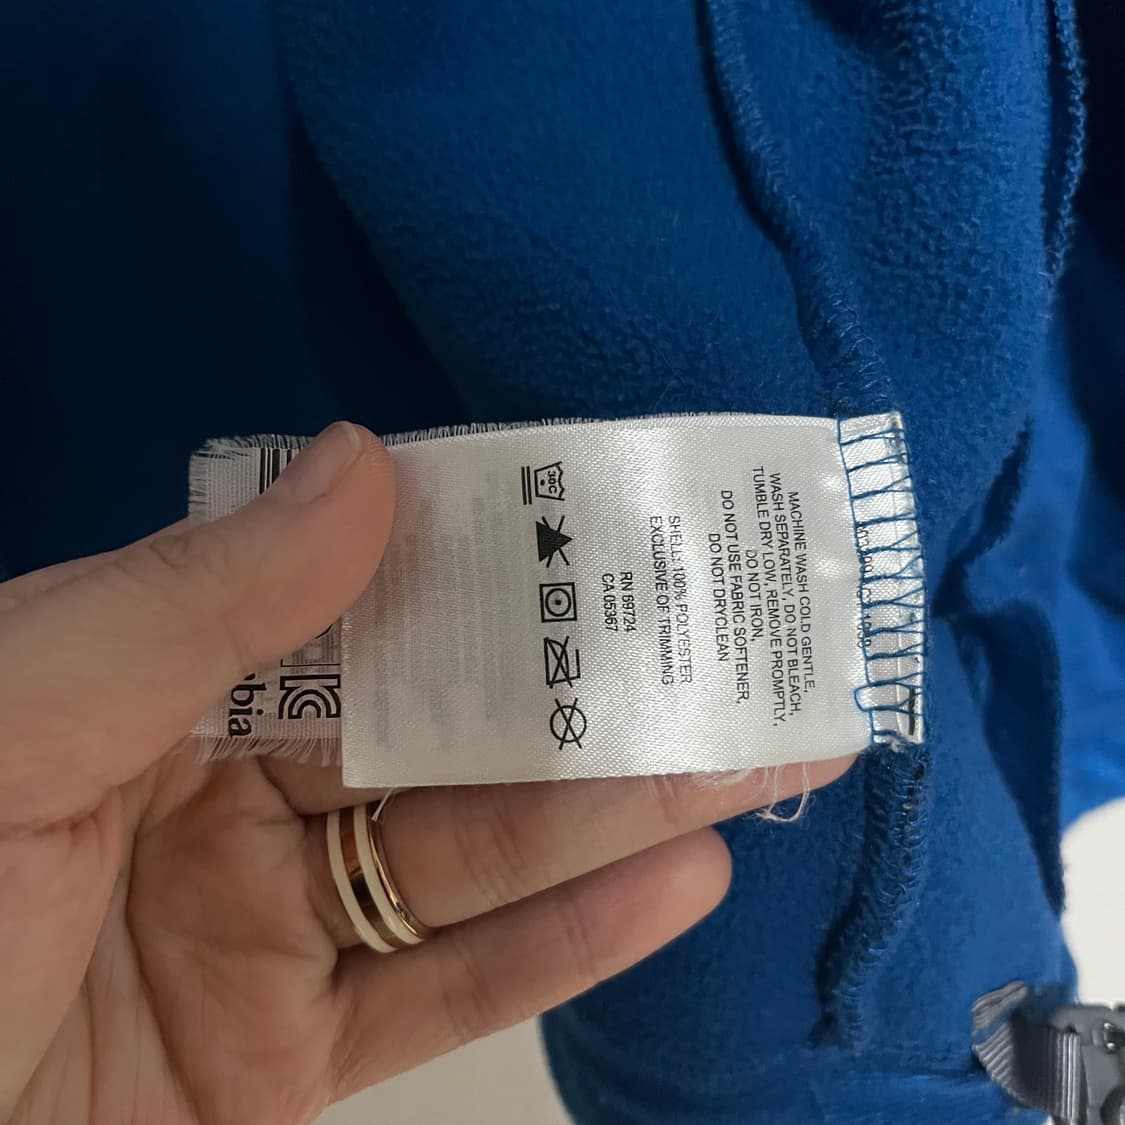 MACHINE WASH COLD GENTLE,
WASH SEPARATELY, DO NOT BLEACH,
TUMBLE DRY LOW, REMOVE PROMPTLY,
DO NOT IRON,
DO NOT USE FABRIC SOFTENER,
DO NOT DRYCLEAN
SHELL: 100% POLYESTER
EXCLUSIVE OF TRIMMING
RN 69724
CA 05367
30C
bia